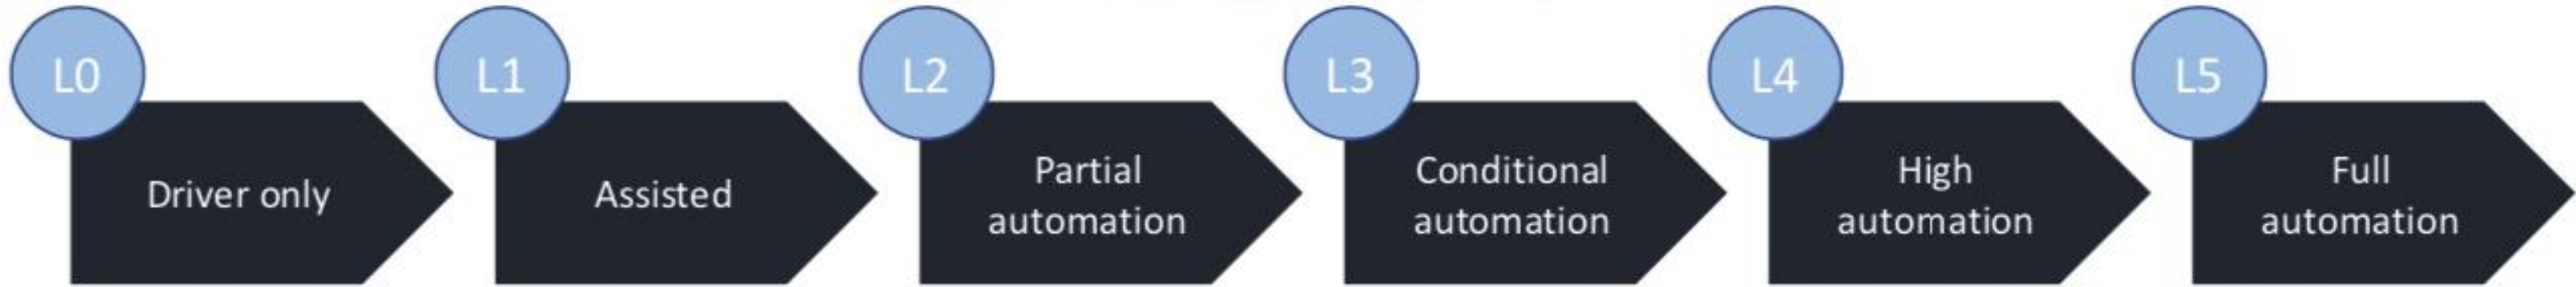 L0
Driver only
L1
Assisted
L2
Partial
automation
L3
Conditional
automation
L4
High
automation
L5
Full
automation